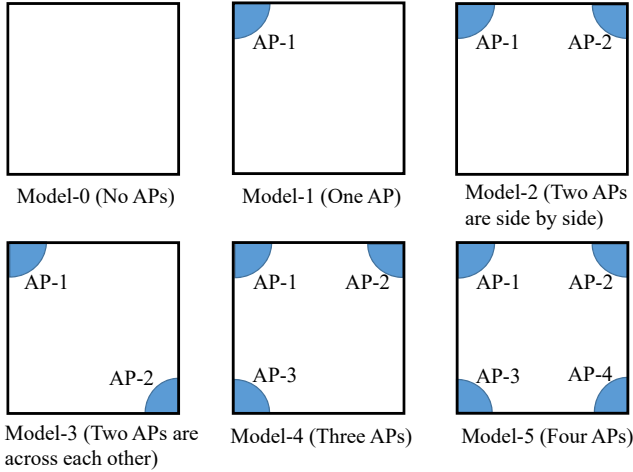 AP-1
AP-1
AP-2
Model-0 (No APs)
Model-1 (One AP)
Model-2 (Two APs
are side by side)
AP-1
AP-2
AP-1
AP-2
AP-3
AP-1
AP-2
AP-3
AP-4
Model-3 (Two APs are
across each other)
Model-4 (Three APs)
Model-5 (Four APs)